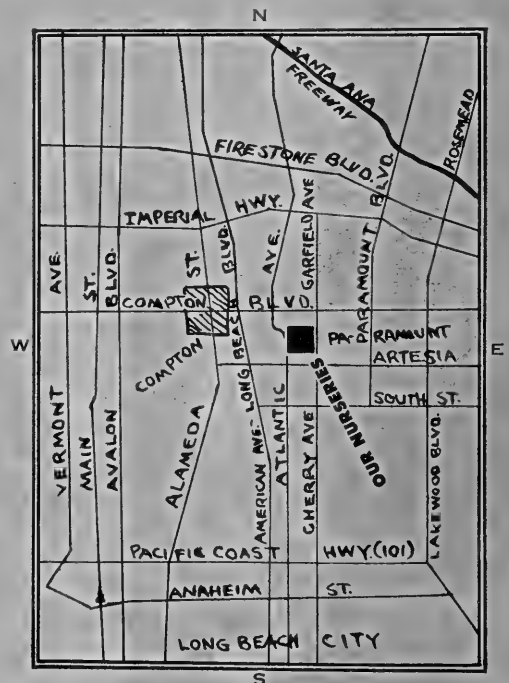 N
SANTA ANA
FREEWAY
ROSEMEAD
FIRESTONE BLVD.
IMPERIAL HWY.
AVE.
ST.
BLVD.
ST.
BLVD.
AVE.
GARFIELD AVE
PARAMOUNT BLVD.
COMPTON BLVD.
W
E
COMPTON
PA-RAMUNT
ARTESIA
SOUTH ST.
OUR NURSERIES
VERMONT
MAIN
AVALON
ALAMEDA
AMERICAN AVE.-LONG BEACH
ATLANTIC
CHERRY AVE
LAKEWOOD BLVD.
PACIFIC COAST HWY.(101)
ANAHEIM ST.
LONG BEACH CITY
S